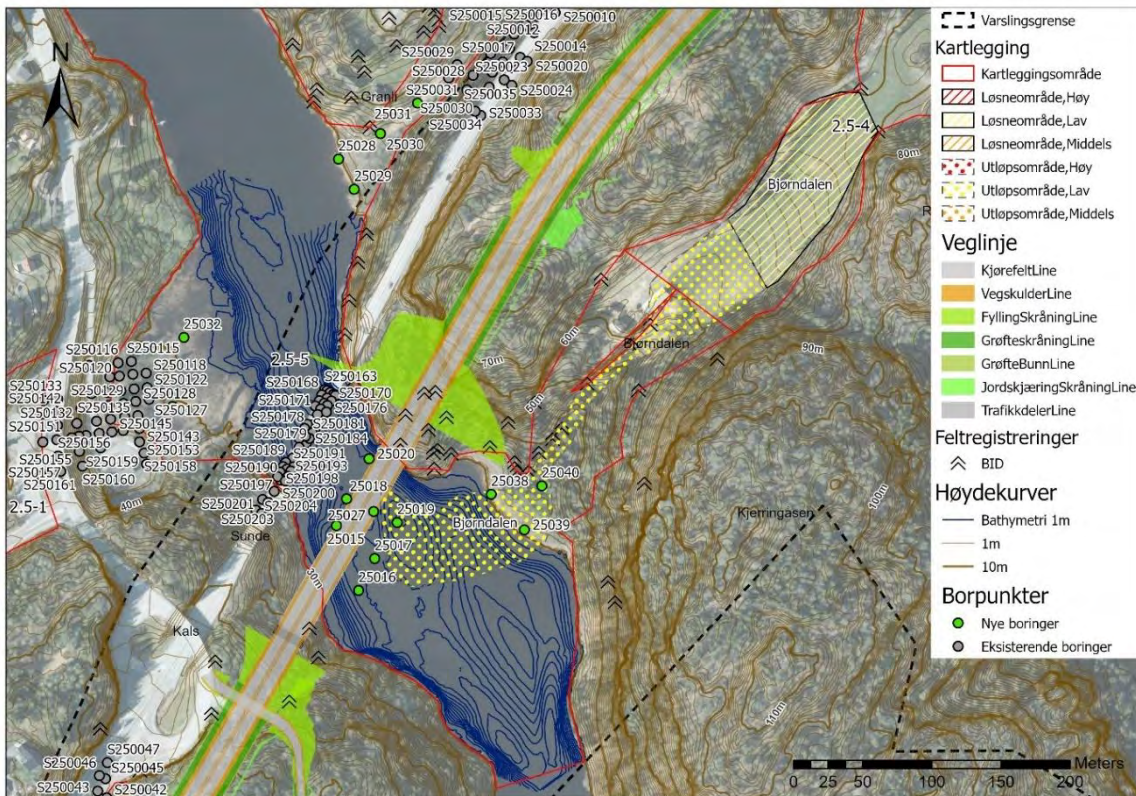 N
S250015
S250016
S250010
S250012
S250029
S250017
S250014
S250028
S250023
S250020
S250031
S250035
S250024
S250030
S250033
S250034
Granli
25031
25030
25028
25029
25032
S250116
S250115
S250120
S250118
S250133
S250122
S250142
S250129
S250128
S250132
S250135
S250127
S250151
S250145
S250156
S250143
S250155
S250153
S250157
S250159
S250158
S250161
S250160
2.5-1
40m
2.5-5
S250163
S250168
S250170
S250171
S250176
S250178
S250181
S250179
S250184
S250189
S250191
S250190
S250193
S250197
S250198
S250200
S250201
S250204
S250203
Sunde
30m
Kals
S250047
S250046
S250045
S250043
S250042
70m
60m
50m
Bjørndalen
Bjørndalen
2.5-4
80m
90m
100m
110m
Kjerringåsen
25020
25018
25038
25040
25027
25019
Bjørndalen
25039
25015
25017
25016
Varslingsgrense
Kartlegging
Kartleggingsområde
Løsneområde,Høy
Løsneområde,Lav
Løsneområde,Middels
Utløpsområde,Høy
Utløpsområde,Lav
Utløpsområde,Middels
Veglinje
KjørefeltLine
VegskulderLine
FyllingSkråningLine
GrøfteskråningLine
GrøfteBunnLine
JordskjæringSkråningLine
TrafikkdelerLine
Feltregistreringer
BID
Høydekurver
Bathymetri 1m
1m
10m
Borpunkter
Nye boringer
Eksisterende boringer
Meters
0 25 50 100 150 200